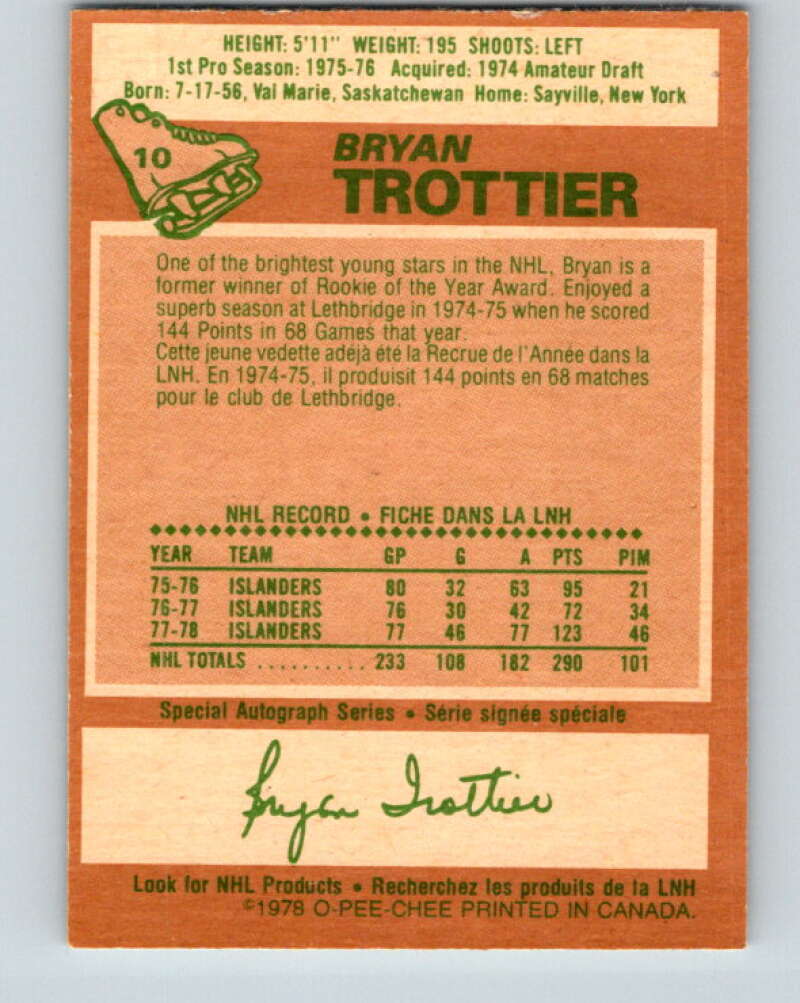 HEIGHT: 5'11" WEIGHT: 195 SHOOTS: LEFT
1st Pro Season: 1975-76 Acquired: 1974 Amateur Draft
Born: 7-17-56, Val Marie, Saskatchewan Home: Sayville, New York
10
BRYAN
TROTTIER
One of the brightest young stars in the NHL, Bryan is a
former winner of Rookie of the Year Award. Enjoyed a
superb season at Lethbridge in 1974-75 when he scored
144 Points in 68 Games that year.
Cette jeune vedette adéjà été la Recrue de l'Année dans la
LNH. En 1974-75, il produisit 144 points en 68 matches
pour le club de Lethbridge.
NHL RECORD • FICHE DANS LA LNH
YEAR TEAM GP G A PTS PIM
75-76 ISLANDERS 80 32 63 95 21
76-77 ISLANDERS 76 30 42 72 34
77-78 ISLANDERS 77 46 77 123 46
NHL TOTALS .......... 233 108 182 290 101
Special Autograph Series • Série signée spéciale
Bryan Trottier
Look for NHL Products • Recherchez les produits de la LNH
©1978 O-PEE-CHEE PRINTED IN CANADA.